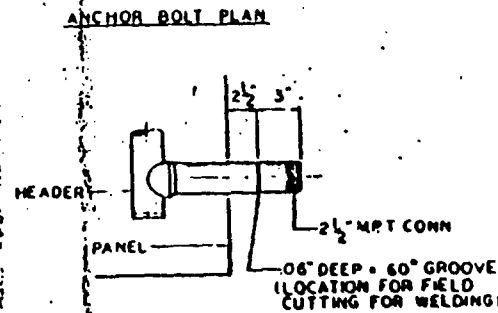 ANCHOR BOLT PLAN
2½" 3"
HEADER
2½" M.P.T CONN
PANEL
.06" DEEP × 60° GROOVE
(LOCATION FOR FIELD
CUTTING FOR WELDING)